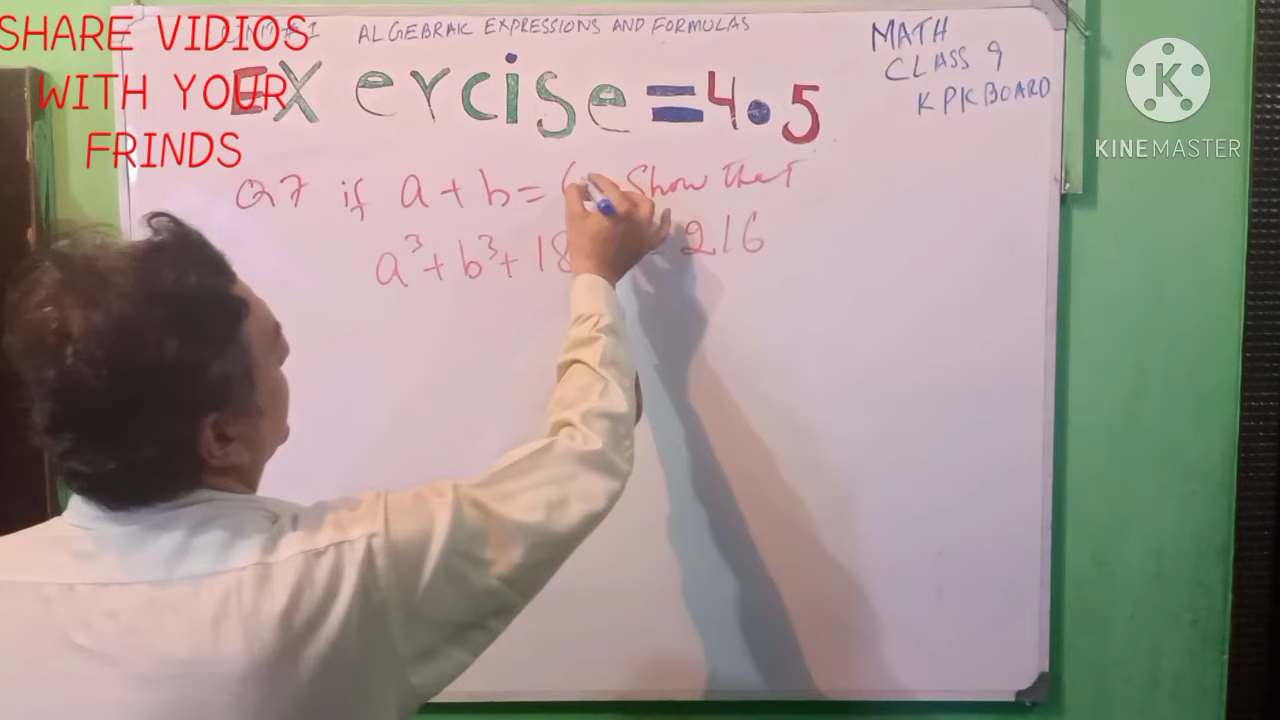 SHARE VIDIOS
WITH YOUR
FRINDS
ALGEBRAIC EXPRESSIONS AND FORMULAS
MATH
CLASS 9
KPK BOARD
EXercise = 4.5
Q7 if a + b = Show that
a³ + b³ + 18 = 216
KINEMASTER